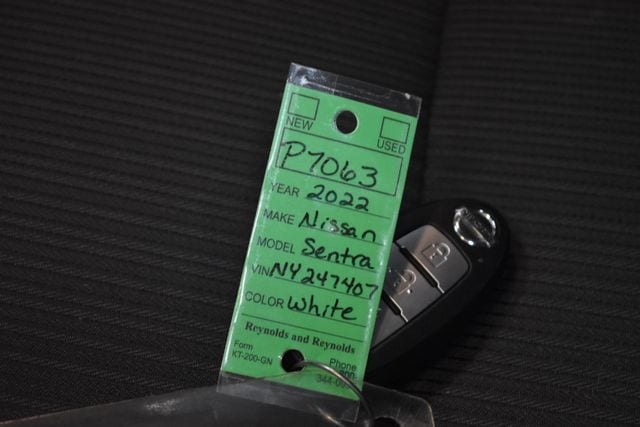 NEW USED
P7063
YEAR 2022
MAKE Nissan
MODEL Sentra
VIN NY247407
COLOR White
Reynolds and Reynolds
Form Phone
KT-200-GN